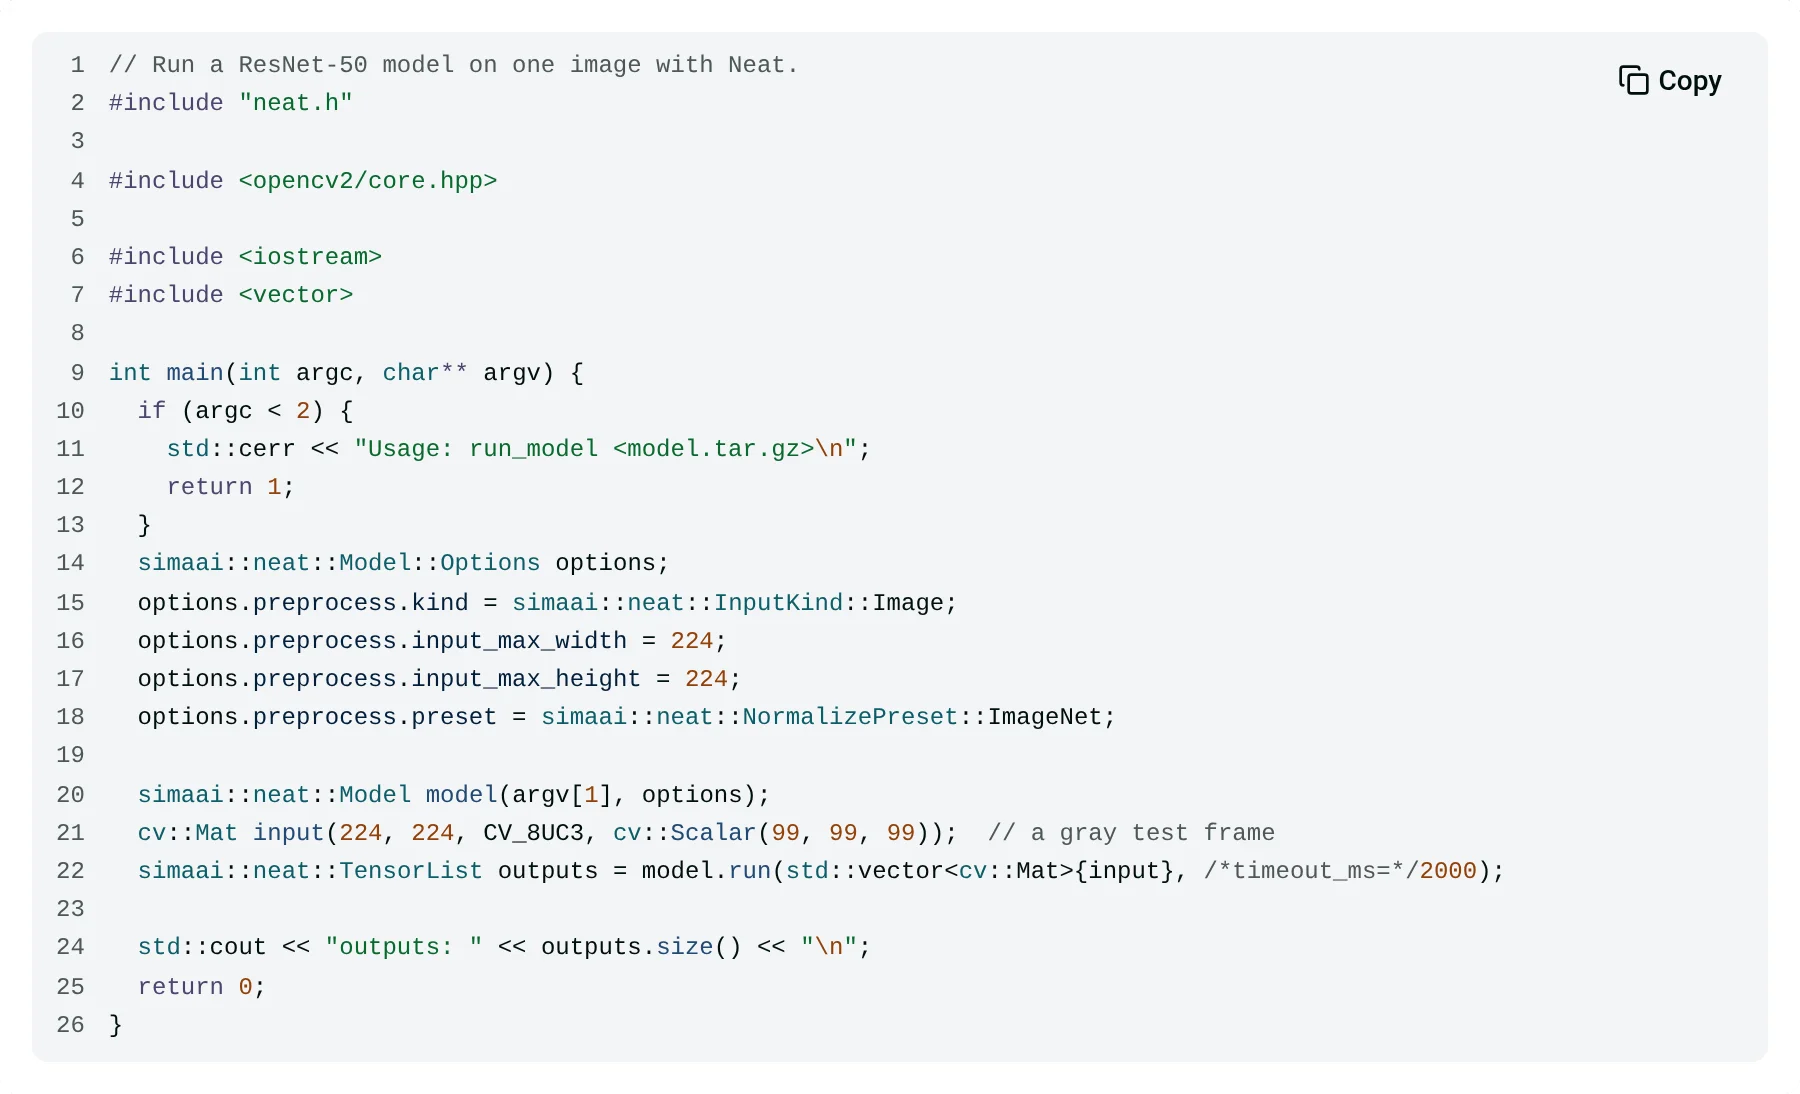 Copy
1 // Run a ResNet-50 model on one image with Neat.
2 #include "neat.h"
3
4 #include <opencv2/core.hpp>
5
6 #include <iostream>
7 #include <vector>
8
9 int main(int argc, char** argv) {
10   if (argc < 2) {
11     std::cerr << "Usage: run_model <model.tar.gz>\n";
12     return 1;
13   }
14   simaai::neat::Model::Options options;
15   options.preprocess.kind = simaai::neat::InputKind::Image;
16   options.preprocess.input_max_width = 224;
17   options.preprocess.input_max_height = 224;
18   options.preprocess.preset = simaai::neat::NormalizePreset::ImageNet;
19
20   simaai::neat::Model model(argv[1], options);
21   cv::Mat input(224, 224, CV_8UC3, cv::Scalar(99, 99, 99));  // a gray test frame
22   simaai::neat::TensorList outputs = model.run(std::vector<cv::Mat>{input}, /*timeout_ms=*/2000);
23
24   std::cout << "outputs: " << outputs.size() << "\n";
25   return 0;
26 }